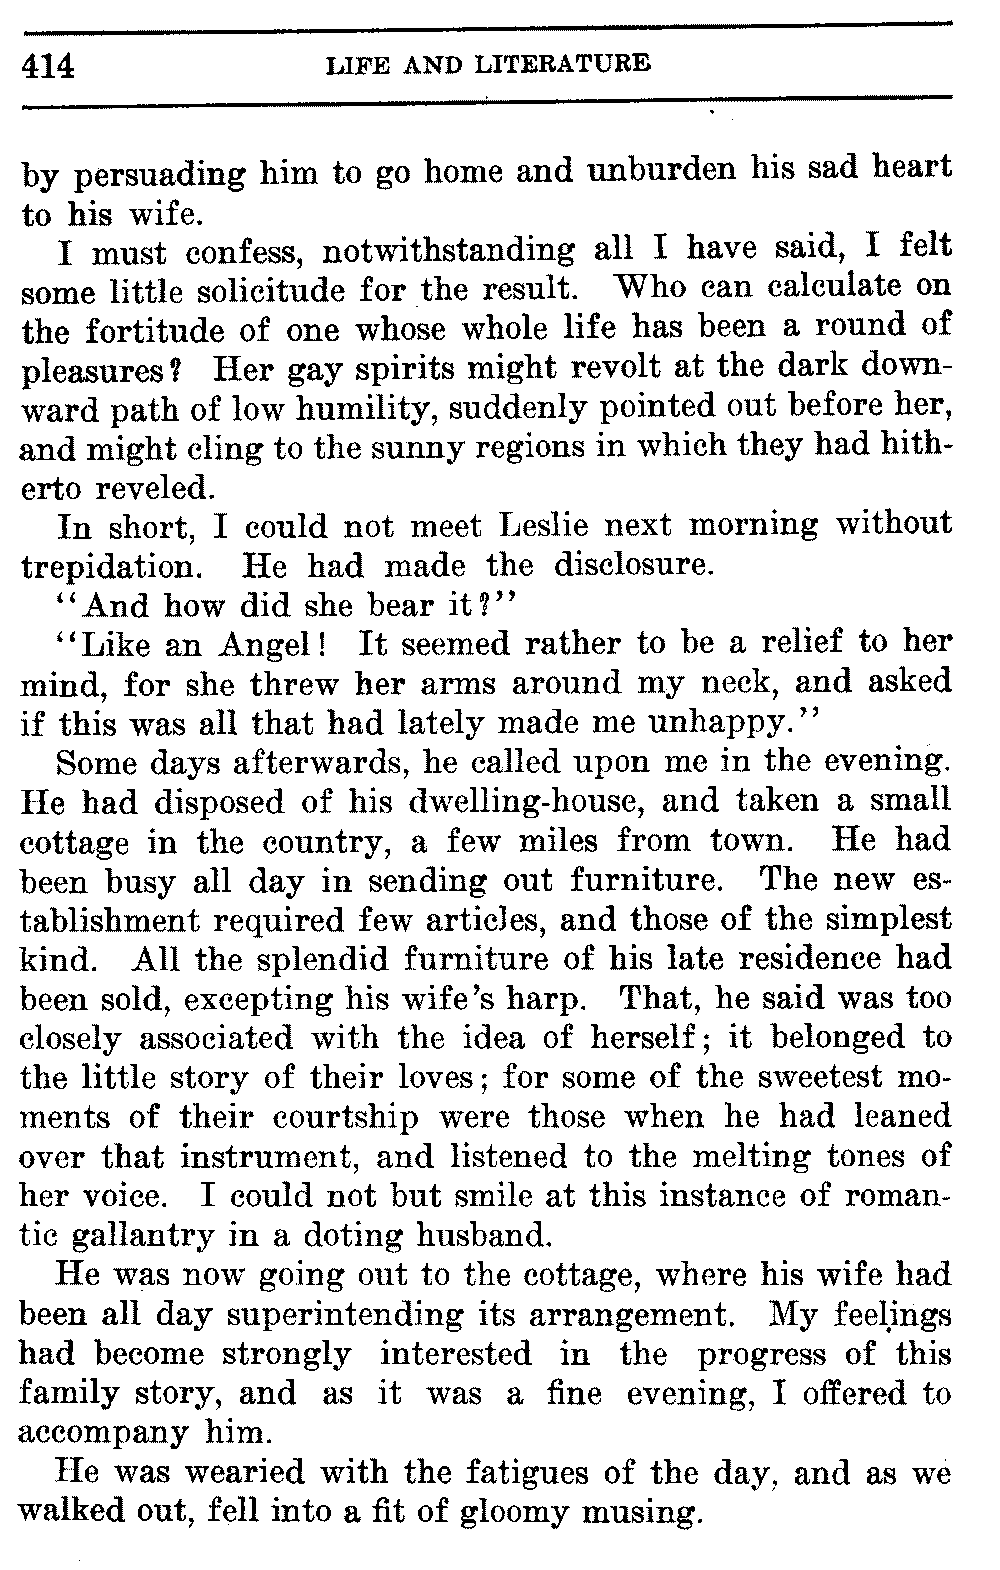 414 LIFE AND LITERATURE
by persuading him to go home and unburden his sad heart
to his wife.
I must confess, notwithstanding all I have said, I felt
some little solicitude for the result. Who can calculate on
the fortitude of one whose whole life has been a round of
pleasures? Her gay spirits might revolt at the dark down-
ward path of low humility, suddenly pointed out before her,
and might cling to the sunny regions in which they had hith-
erto reveled.
In short, I could not meet Leslie next morning without
trepidation. He had made the disclosure.
"And how did she bear it?"
"Like an Angel! It seemed rather to be a relief to her
mind, for she threw her arms around my neck, and asked
if this was all that had lately made me unhappy."
Some days afterwards, he called upon me in the evening.
He had disposed of his dwelling-house, and taken a small
cottage in the country, a few miles from town. He had
been busy all day in sending out furniture. The new es-
tablishment required few articles, and those of the simplest
kind. All the splendid furniture of his late residence had
been sold, excepting his wife's harp. That, he said was too
closely associated with the idea of herself; it belonged to
the little story of their loves; for some of the sweetest mo-
ments of their courtship were those when he had leaned
over that instrument, and listened to the melting tones of
her voice. I could not but smile at this instance of roman-
tic gallantry in a doting husband.
He was now going out to the cottage, where his wife had
been all day superintending its arrangement. My feelings
had become strongly interested in the progress of this
family story, and as it was a fine evening, I offered to
accompany him.
He was wearied with the fatigues of the day, and as we
walked out, fell into a fit of gloomy musing.